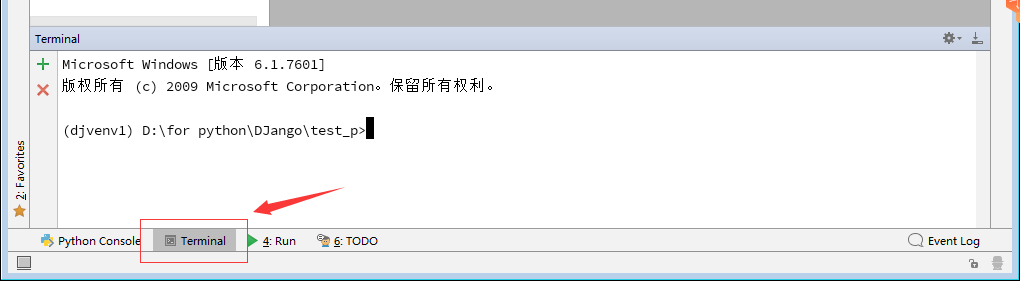 Terminal
Microsoft Windows [版本 6.1.7601]
版权所有 (c) 2009 Microsoft Corporation。保留所有权利。
(djvenv1) D:\for python\DJango\test_p>
2: Favorites
Python Console
Terminal
4: Run
6: TODO
Event Log